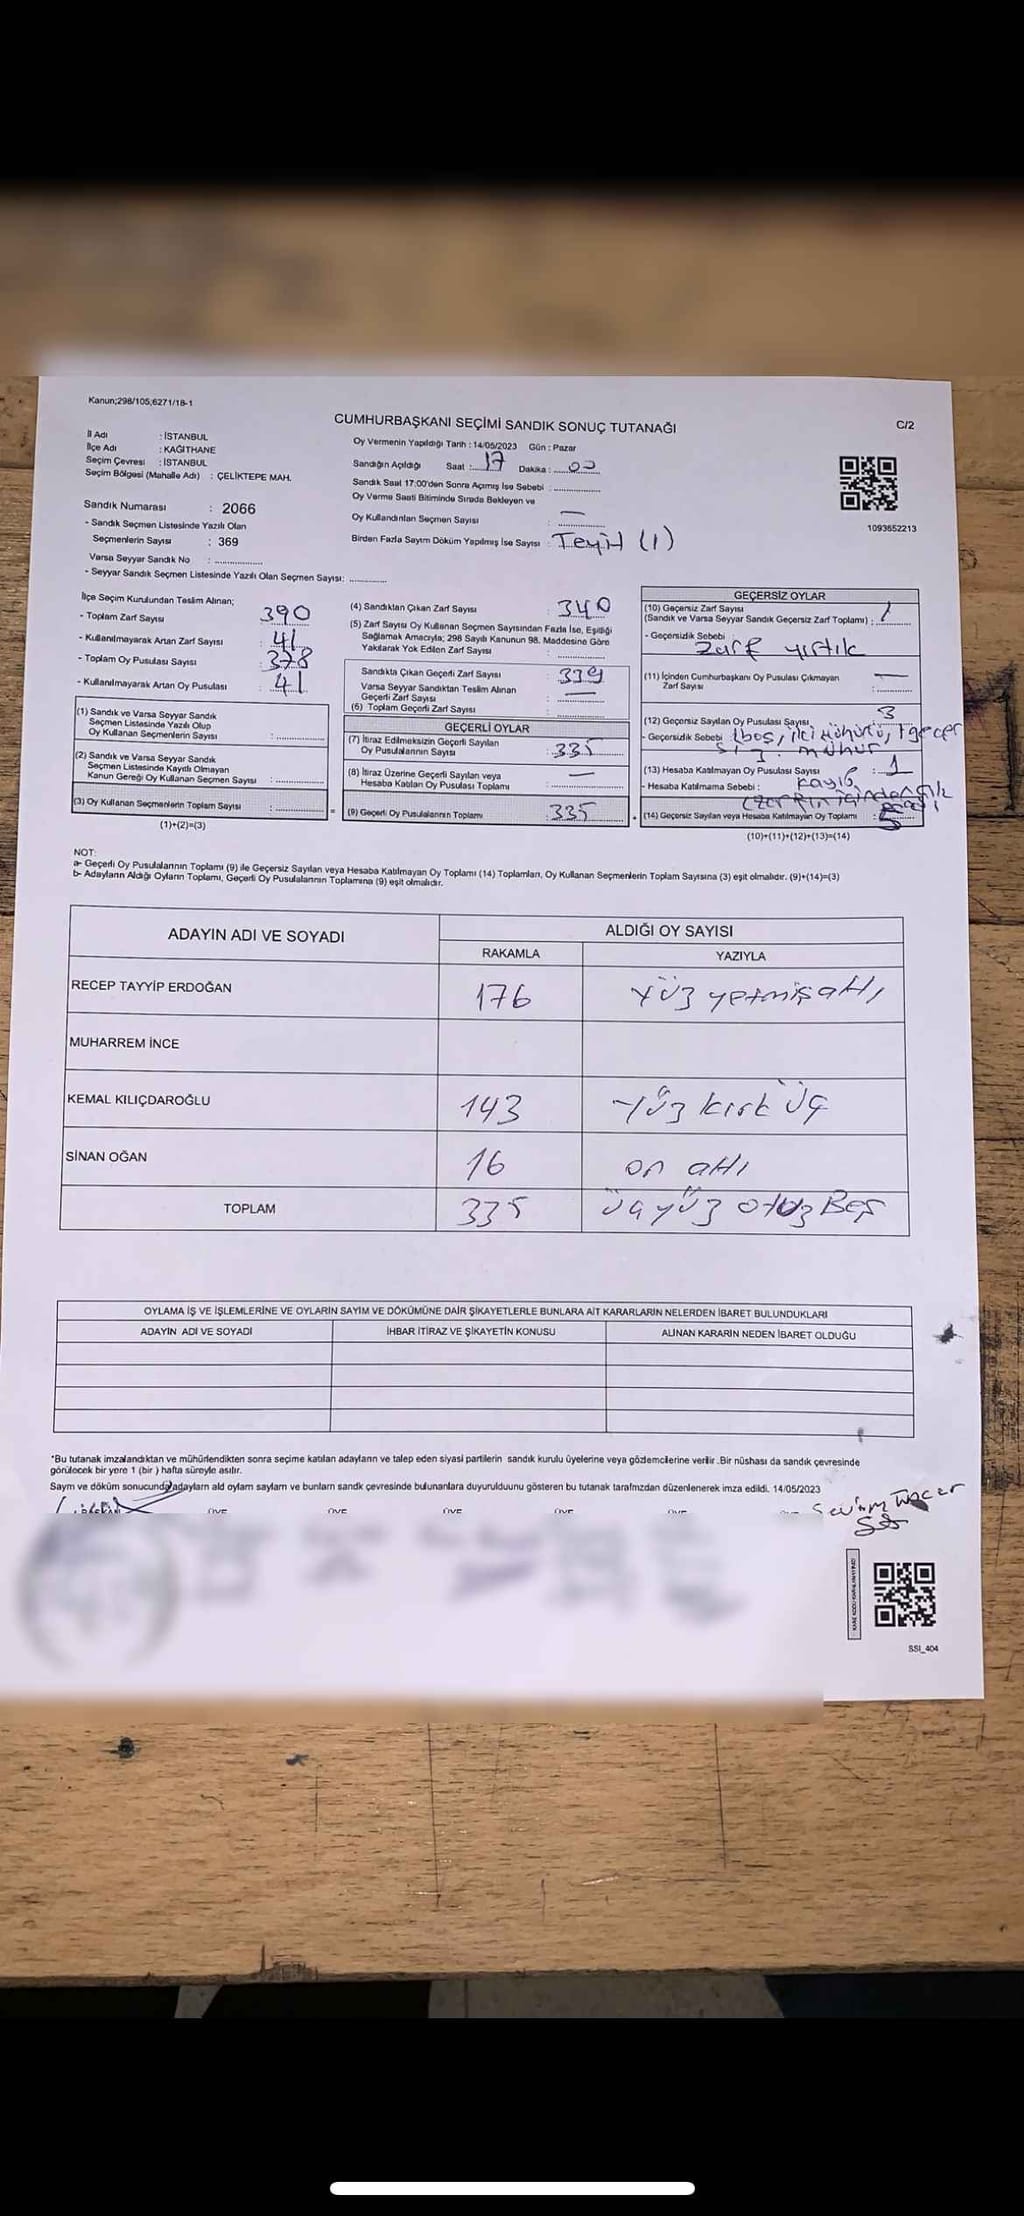 Kanun;298/105,6271/18-1
CUMHURBAŞKANI SEÇİMİ SANDIK SONUÇ TUTANAĞI
C/2
İl Adı : İSTANBUL
İlçe Adı : KAĞITHANE
Seçim Çevresi : İSTANBUL
Seçim Bölgesi (Mahalle Adı) : ÇELİKTEPE MAH.
Sandık Numarası : 2066
- Sandık Seçmen Listesinde Yazılı Olan
Seçmenlerin Sayısı : 369
Varsa Seyyar Sandık No :
- Seyyar Sandık Seçmen Listesinde Yazılı Olan Seçmen Sayısı:
Oy Vermenin Yapıldığı Tarih : 14/05/2023 Gün : Pazar
Sandığın Açıldığı Saat : 17 Dakika : 00
Sandık Saat 17:00'den Sonra Açımış İse Sebebi :
Oy Verme Saati Bitiminde Sırada Bekleyen ve
Oy Kullandırılan Seçmen Sayısı : —
Birden Fazla Sayım Döküm Yapılmış İse Sayısı : Teyit (1)
1093652213
İlçe Seçim Kurulundan Teslim Alınan;
- Toplam Zarf Sayısı : 390
- Kullanılmayarak Artan Zarf Sayısı : 41
- Toplam Oy Pusulası Sayısı : 378
- Kullanılmayarak Artan Oy Pusulası : 41
(1) Sandık ve Varsa Seyyar Sandık
Seçmen Listesinde Yazılı Olup
Oy Kullanan Seçmenlerin Sayısı :
(2) Sandık ve Varsa Seyyar Sandık
Seçmen Listesinde Kayıtlı Olmayan
Kanun Gereği Oy Kullanan Seçmen Sayısı :
(3) Oy Kullanan Seçmenlerin Toplam Sayısı :
(1)+(2)=(3)
(4) Sandıktan Çıkan Zarf Sayısı : 340
(5) Zarf Sayısı Oy Kullanan Seçmen Sayısından Fazla İse, Eşitliği
Sağlamak Amacıyla; 298 Sayılı Kanunun 98. Maddesine Göre
Yakılarak Yok Edilen Zarf Sayısı :
Sandıkta Çıkan Geçerli Zarf Sayısı : 339
Varsa Seyyar Sandıktan Teslim Alınan
Geçerli Zarf Sayısı : —
(6) Toplam Geçerli Zarf Sayısı :
GEÇERLİ OYLAR
(7) İtiraz Edilmeksizin Geçerli Sayılan
Oy Pusulalarının Sayısı : 335
(8) İtiraz Üzerine Geçerli Sayılan veya
Hesaba Katılan Oy Pusulası Toplamı : —
(9) Geçerli Oy Pusulalarının Toplamı : 335
GEÇERSİZ OYLAR
(10) Geçersiz Zarf Sayısı
(Sandık ve Varsa Seyyar Sandık Geçersiz Zarf Toplamı) : 1
- Geçersizlik Sebebi
Zarf yırtık
(11) İçinden Cumhurbaşkanı Oy Pusulası Çıkmayan
Zarf Sayısı : —
(12) Geçersiz Sayılan Oy Pusulası Sayısı : 3
- Geçersizlik Sebebi 1 boş, iki mühürlü, 1 geçer
siz mühür
(13) Hesaba Katılmayan Oy Pusulası Sayısı : 1
- Hesaba Katılmama Sebebi : kayıp
(zarfın içinden
(14) Geçersiz Sayılan veya Hesaba Katılmayan Oy Toplamı : 5
(10)+(11)+(12)+(13)=(14)
NOT:
a- Geçerli Oy Pusulalarının Toplamı (9) ile Geçersiz Sayılan veya Hesaba Katılmayan Oy Toplamı (14) Toplamları, Oy Kullanan Seçmenlerin Toplam Sayısına (3) eşit olmalıdır. (9)+(14)=(3)
b- Adayların Aldığı Oyların Toplamı, Geçerli Oy Pusulalarının Toplamına (9) eşit olmalıdır.
ADAYIN ADI VE SOYADI ALDIĞI OY SAYISI
RAKAMLA YAZIYLA
RECEP TAYYİP ERDOĞAN 176 Yüz yetmiş altı
MUHARREM İNCE
KEMAL KILIÇDAROĞLU 143 Yüz kırk üç
SİNAN OĞAN 16 on altı
TOPLAM 335 üçyüz otuz Beş
OYLAMA İŞ VE İŞLEMLERİNE VE OYLARIN SAYIM VE DÖKÜMÜNE DAİR ŞİKAYETLERLE BUNLARA AİT KARARLARIN NELERDEN İBARET BULUNDUKLARI
ADAYIN ADI VE SOYADI İHBAR İTİRAZ VE ŞİKAYETİN KONUSU ALINAN KARARIN NEDEN İBARET OLDUĞU
*Bu tutanak imzalandıktan ve mühürlendikten sonra seçime katılan adayların ve talep eden siyasi partilerin sandık kurulu üyelerine veya gözlemcilerine verilir .Bir nüshası da sandık çevresinde
görülecek bir yere 1 (bir ) hafta süreyle asılır.
Sayım ve döküm sonucunda adayların ald oyların sayların ve bunların sandk çevresinde bulunanlara duyurulduunu gösteren bu tutanak tarafmzdan düzenlenerek imza edildi. 14/05/2023
ÜYE ÜYE ÜYE ÜYE ÜYE
SSI_404